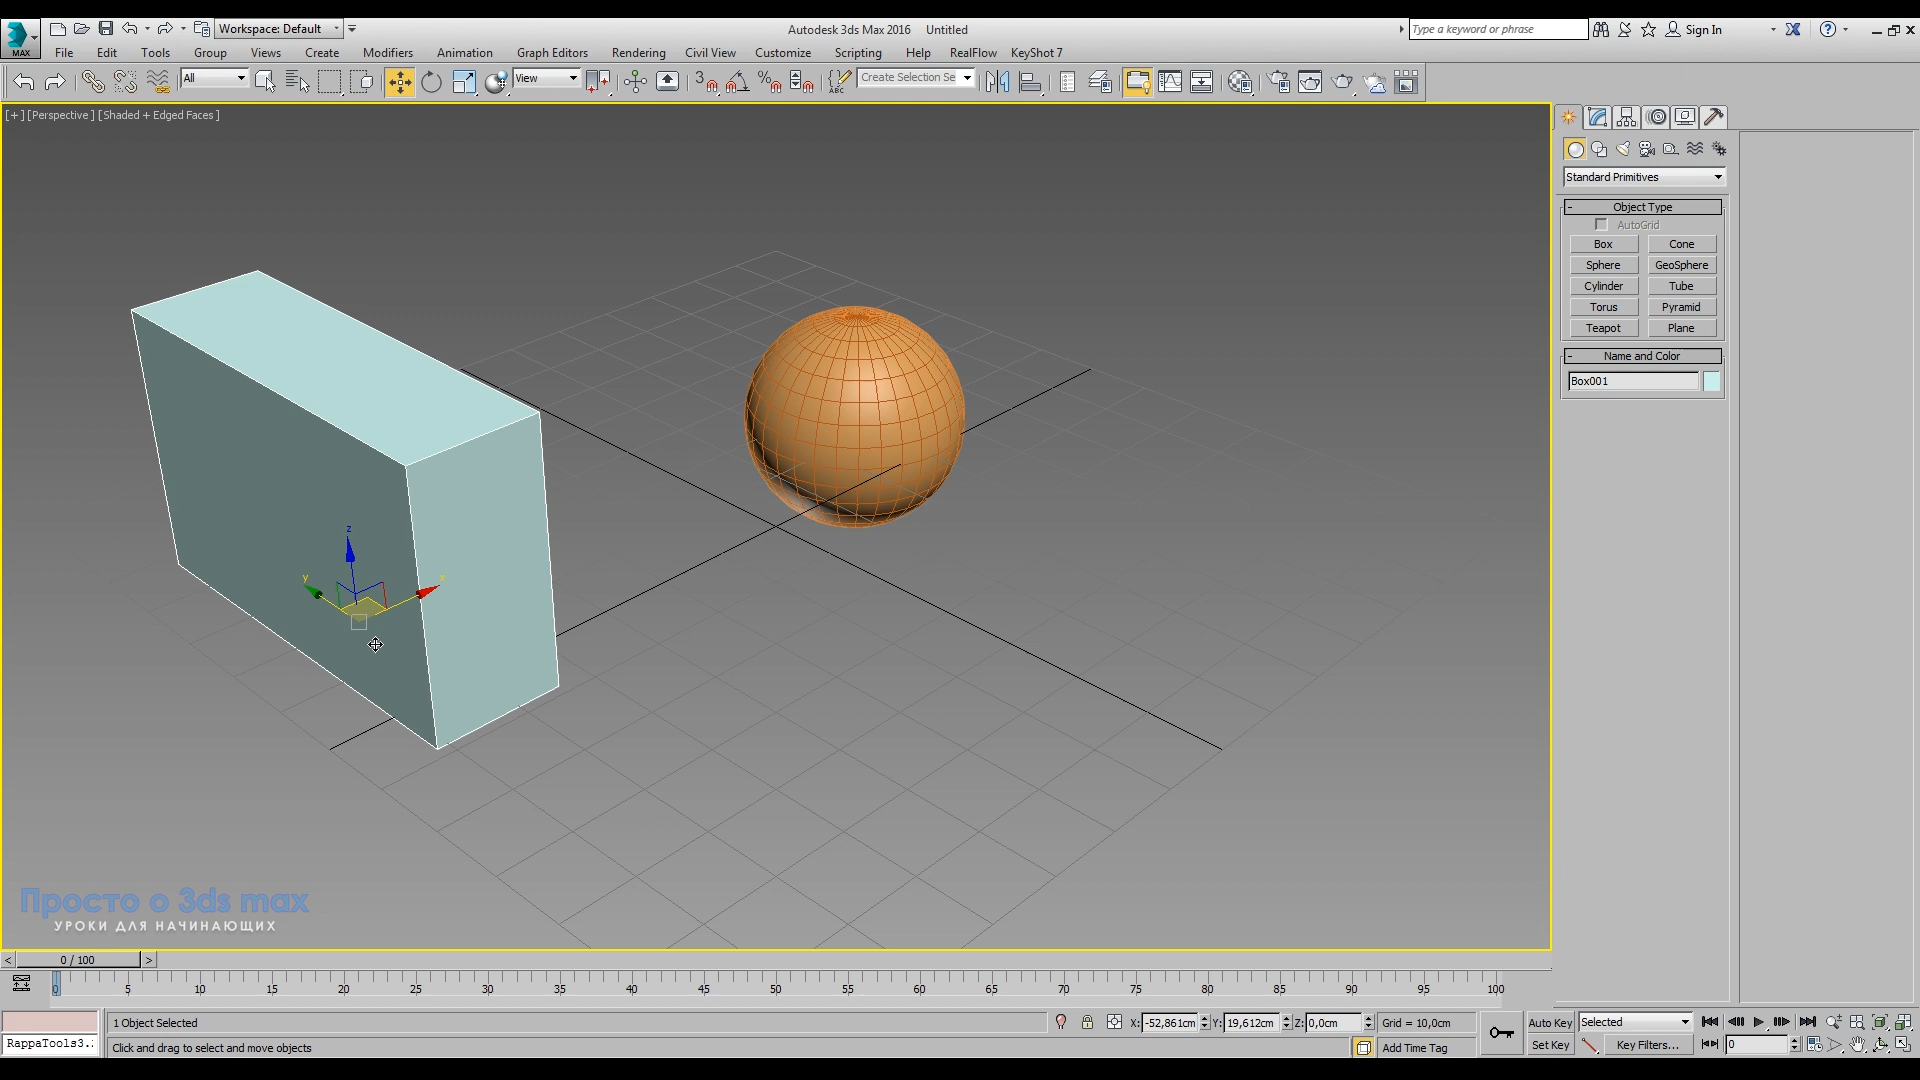 Workspace: Default
Autodesk 3ds Max 2016 Untitled
Type a keyword or phrase
Sign In
MAX
File Edit Tools Group Views Create Modifiers Animation Graph Editors Rendering Civil View Customize Scripting Help RealFlow KeyShot 7
All
View
3
%
ABC
Create Selection Se
[+][Perspective][Shaded + Edged Faces]
Standard Primitives
- Object Type
AutoGrid
Box Cone
Sphere GeoSphere
Cylinder Tube
Torus Pyramid
Teapot Plane
- Name and Color
Box001
z
y x
Просто о 3ds max
УРОКИ ДЛЯ НАЧИНАЮЩИХ
< 0 / 100 >
0 5 10 15 20 25 30 35 40 45 50 55 60 65 70 75 80 85 90 95 100
1 Object Selected
X: -52,861cm Y: 19,612cm Z: 0,0cm
Grid = 10,0cm
Auto Key Selected
RappaTools3.
Click and drag to select and move objects
Add Time Tag
Set Key Key Filters...
0